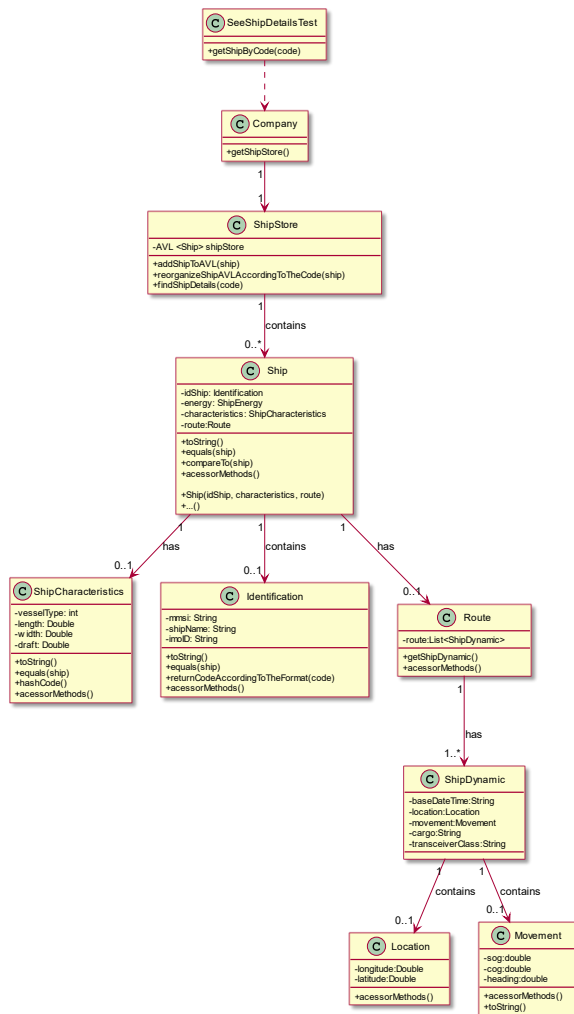 C SeeShipDetailsTest
+getShipByCode(code)
C Company
+getShipStore()
1
1
C ShipStore
-AVL <Ship> shipStore
+addShipToAVL(ship)
+reorganizeShipAVLAccordingToTheCode(ship)
+findShipDetails(code)
1
contains
0..*
C Ship
-idShip: Identification
-energy: ShipEnergy
-characteristics: ShipCharacteristics
-route:Route
+toString()
+equals(ship)
+compareTo(ship)
+acessorMethods()
+Ship(idShip, characteristics, route)
+...()
1
has
0..1
1
contains
0..1
1
has
0..1
C ShipCharacteristics
-vesselType: int
-length: Double
-width: Double
-draft: Double
+toString()
+equals(ship)
+hashCode()
+acessorMethods()
C Identification
-mmsi: String
-shipName: String
-imoID: String
+toString()
+equals(ship)
+returnCodeAccordingToTheFormat(code)
+acessorMethods()
C Route
-route:List<ShipDynamic>
+getShipDynamic()
+acessorMethods()
1
has
1..*
C ShipDynamic
-baseDateTime:String
-location:Location
-movement:Movement
-cargo:String
-transceiverClass:String
1
contains
0..1
1
contains
0..1
C Location
-longitude:Double
-latitude:Double
+acessorMethods()
C Movement
-sog:double
-cog:double
-heading:double
+acessorMethods()
+toString()